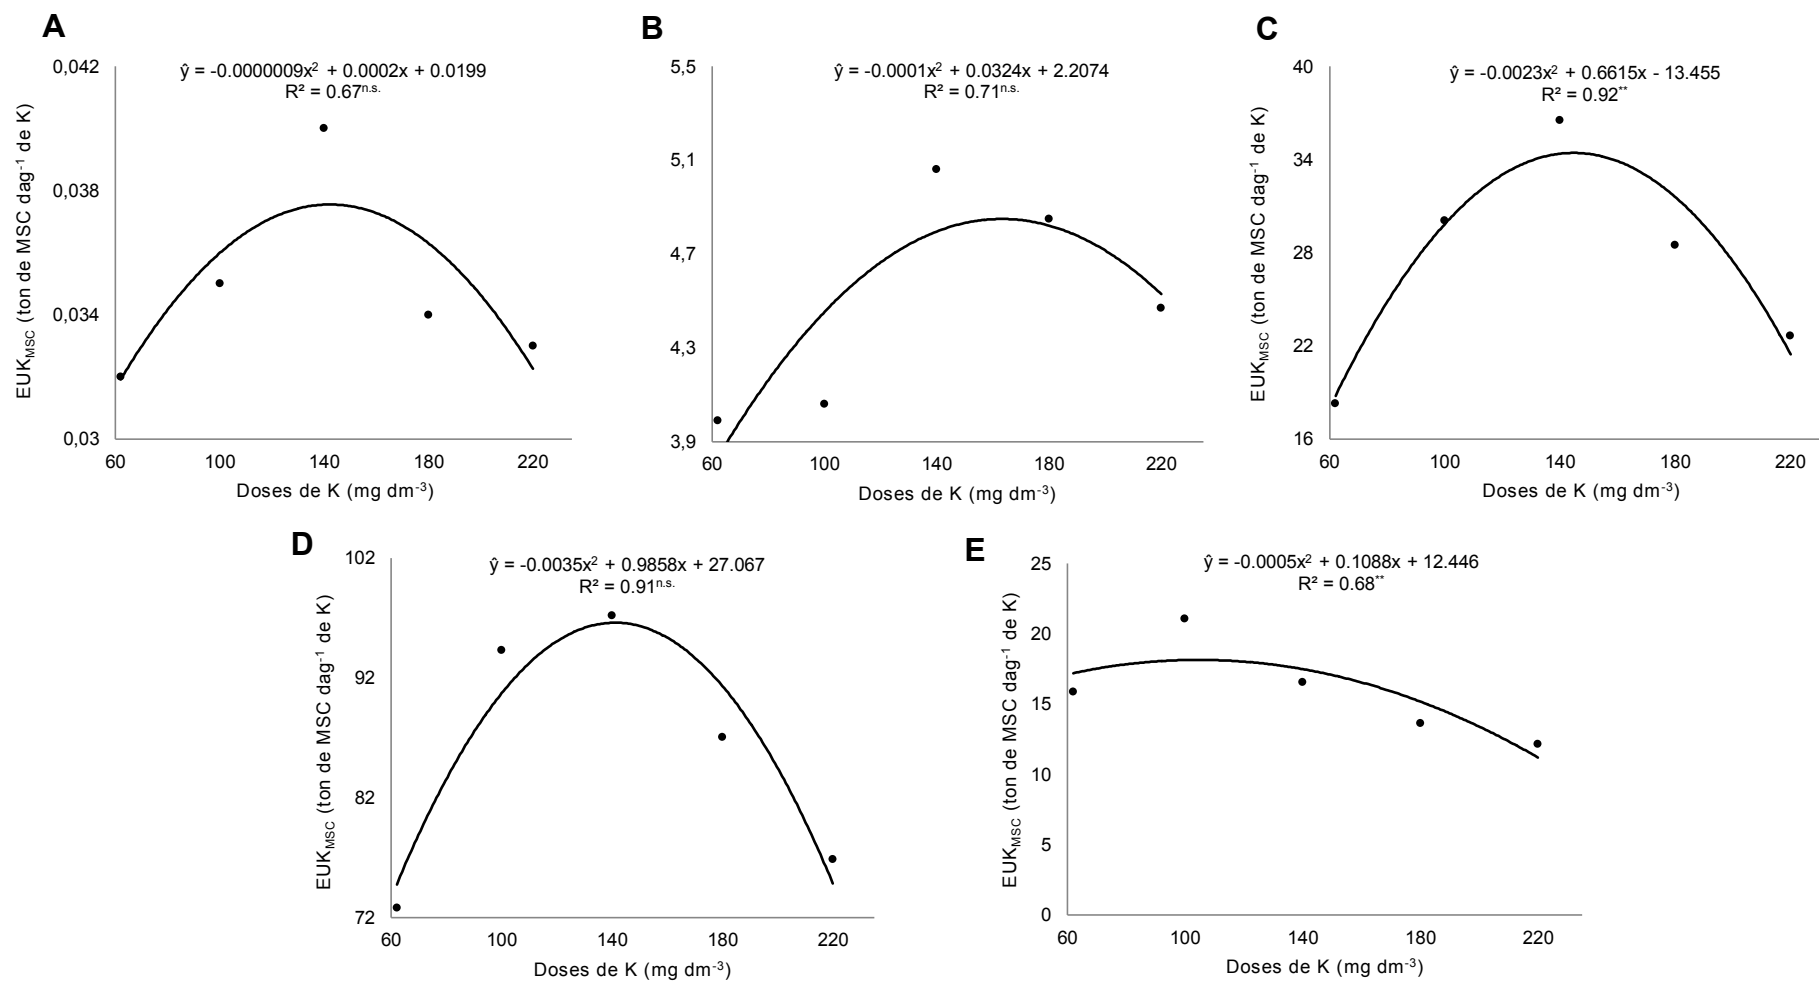 A
ŷ = -0.0000009x² + 0.0002x + 0.0199
R² = 0.67ⁿ·ˢ·
EUK_MSC (ton de MSC dag⁻¹ de K)
0,042
0,038
0,034
0,03
60 100 140 180 220
Doses de K (mg dm⁻³)
B
ŷ = -0.0001x² + 0.0324x + 2.2074
R² = 0.71ⁿ·ˢ·
5,5
5,1
4,7
4,3
3,9
60 100 140 180 220
Doses de K (mg dm⁻³)
C
ŷ = -0.0023x² + 0.6615x - 13.455
R² = 0.92**
EUK_MSC (ton de MSC dag⁻¹ de K)
40
34
28
22
16
60 100 140 180 220
Doses de K (mg dm⁻³)
D
ŷ = -0.0035x² + 0.9858x + 27.067
R² = 0.91ⁿ·ˢ·
EUK_MSC (ton de MSC dag⁻¹ de K)
102
92
82
72
60 100 140 180 220
Doses de K (mg dm⁻³)
E
ŷ = -0.0005x² + 0.1088x + 12.446
R² = 0.68**
EUK_MSC (ton de MSC dag⁻¹ de K)
25
20
15
10
5
0
60 100 140 180 220
Doses de K (mg dm⁻³)